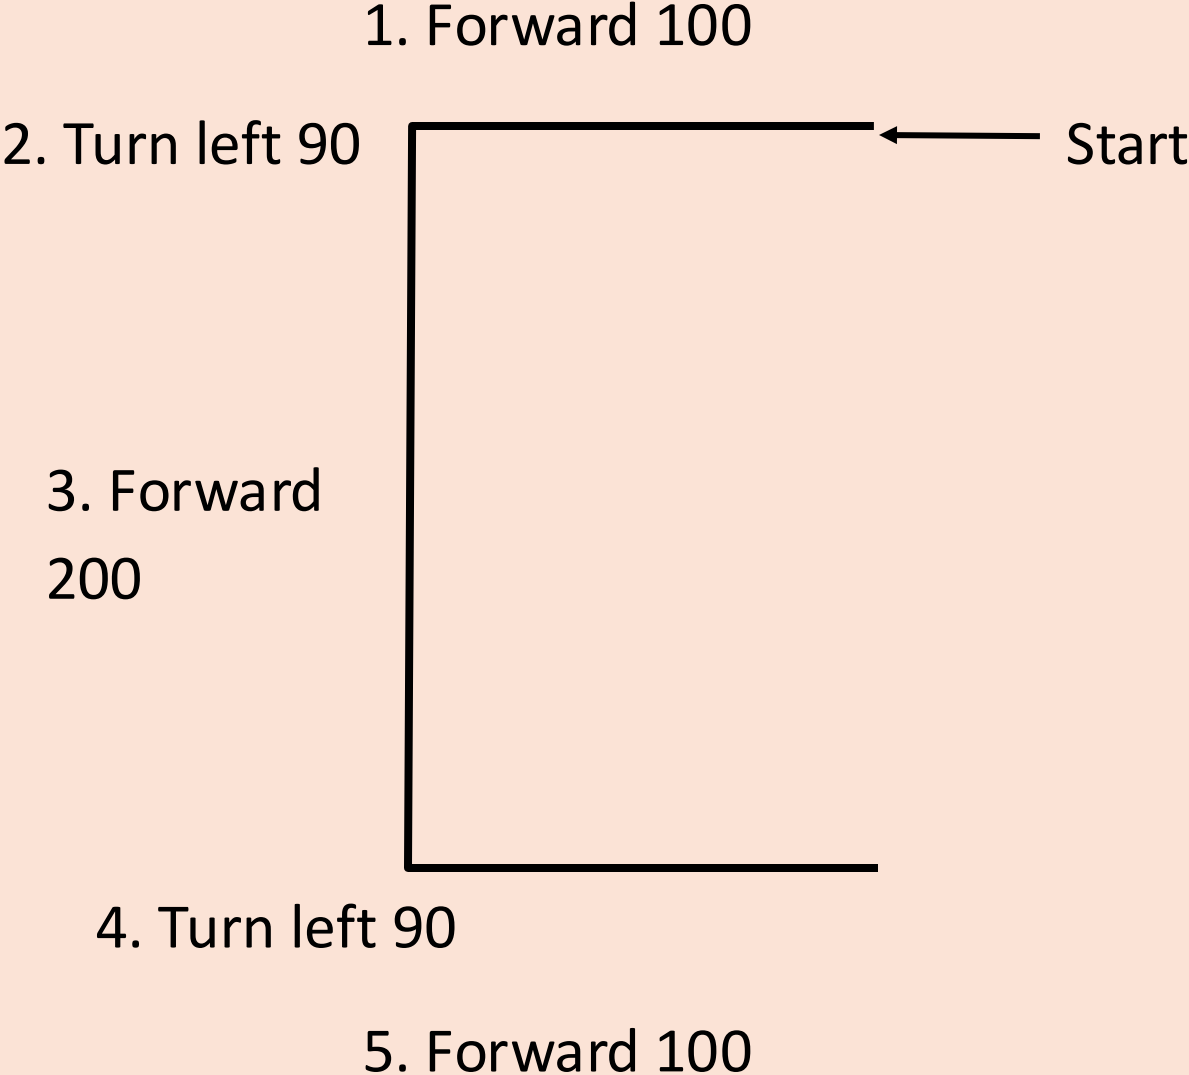 1. Forward 100
2. Turn left 90
Start
3. Forward
200
4. Turn left 90
5. Forward 100